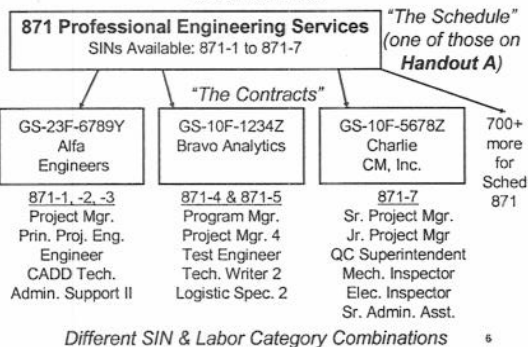 871 Professional Engineering Services
SINs Available: 871-1 to 871-7
"The Schedule"
(one of those on
Handout A)
"The Contracts"
GS-23F-6789Y
Alfa
Engineers
GS-10F-1234Z
Bravo Analytics
GS-10F-5678Z
Charlie
CM, Inc.
700+
more
for
Sched
871
871-1, -2, -3
Project Mgr.
Prin. Proj. Eng.
Engineer
CADD Tech.
Admin. Support II
871-4 & 871-5
Program Mgr.
Project Mgr. 4
Test Engineer
Tech. Writer 2
Logistic Spec. 2
871-7
Sr. Project Mgr.
Jr. Project Mgr
QC Superintendent
Mech. Inspector
Elec. Inspector
Sr. Admin. Asst.
Different SIN & Labor Category Combinations
6